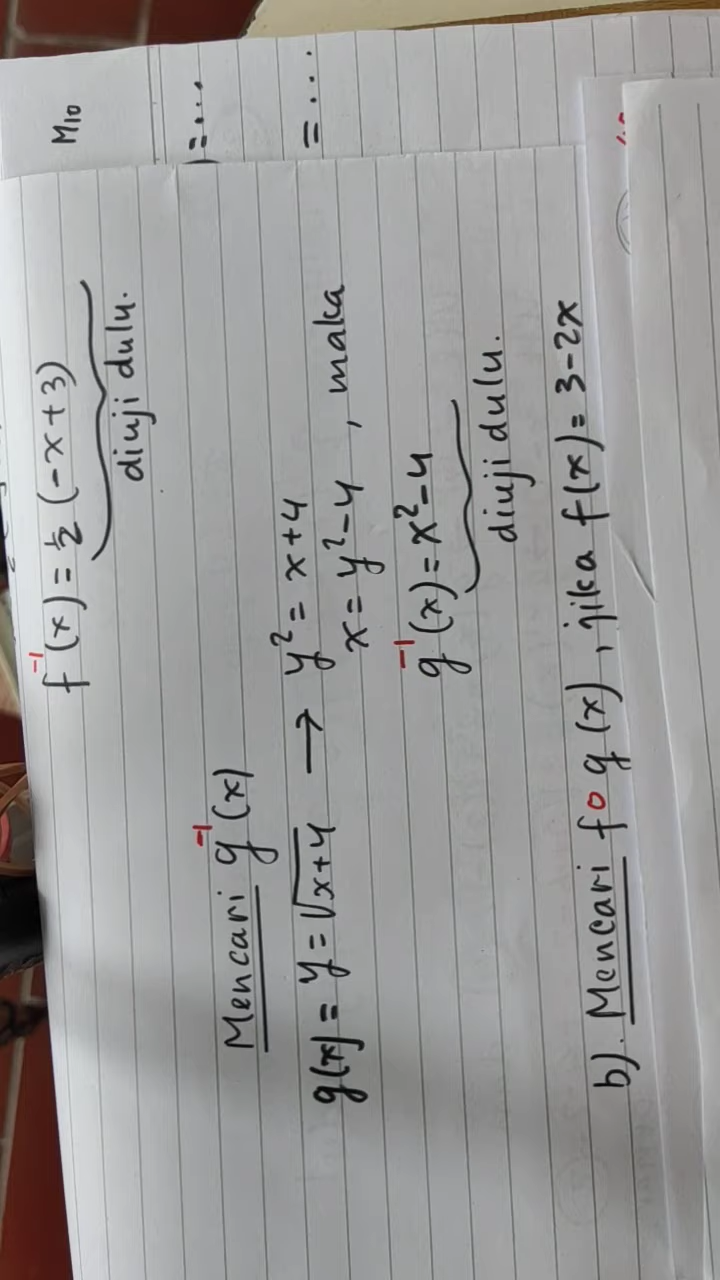 M10
f⁻¹(x) = ½ (-x+3)
diuji dulu.
) = ...
Mencari g⁻¹(x)
= ...
g(x) = y = √x+4 → y² = x+4
x = y²-4 , maka
g⁻¹(x) = x²-4
diuji dulu.
b). Mencari f o g(x), jika f(x) = 3-2x